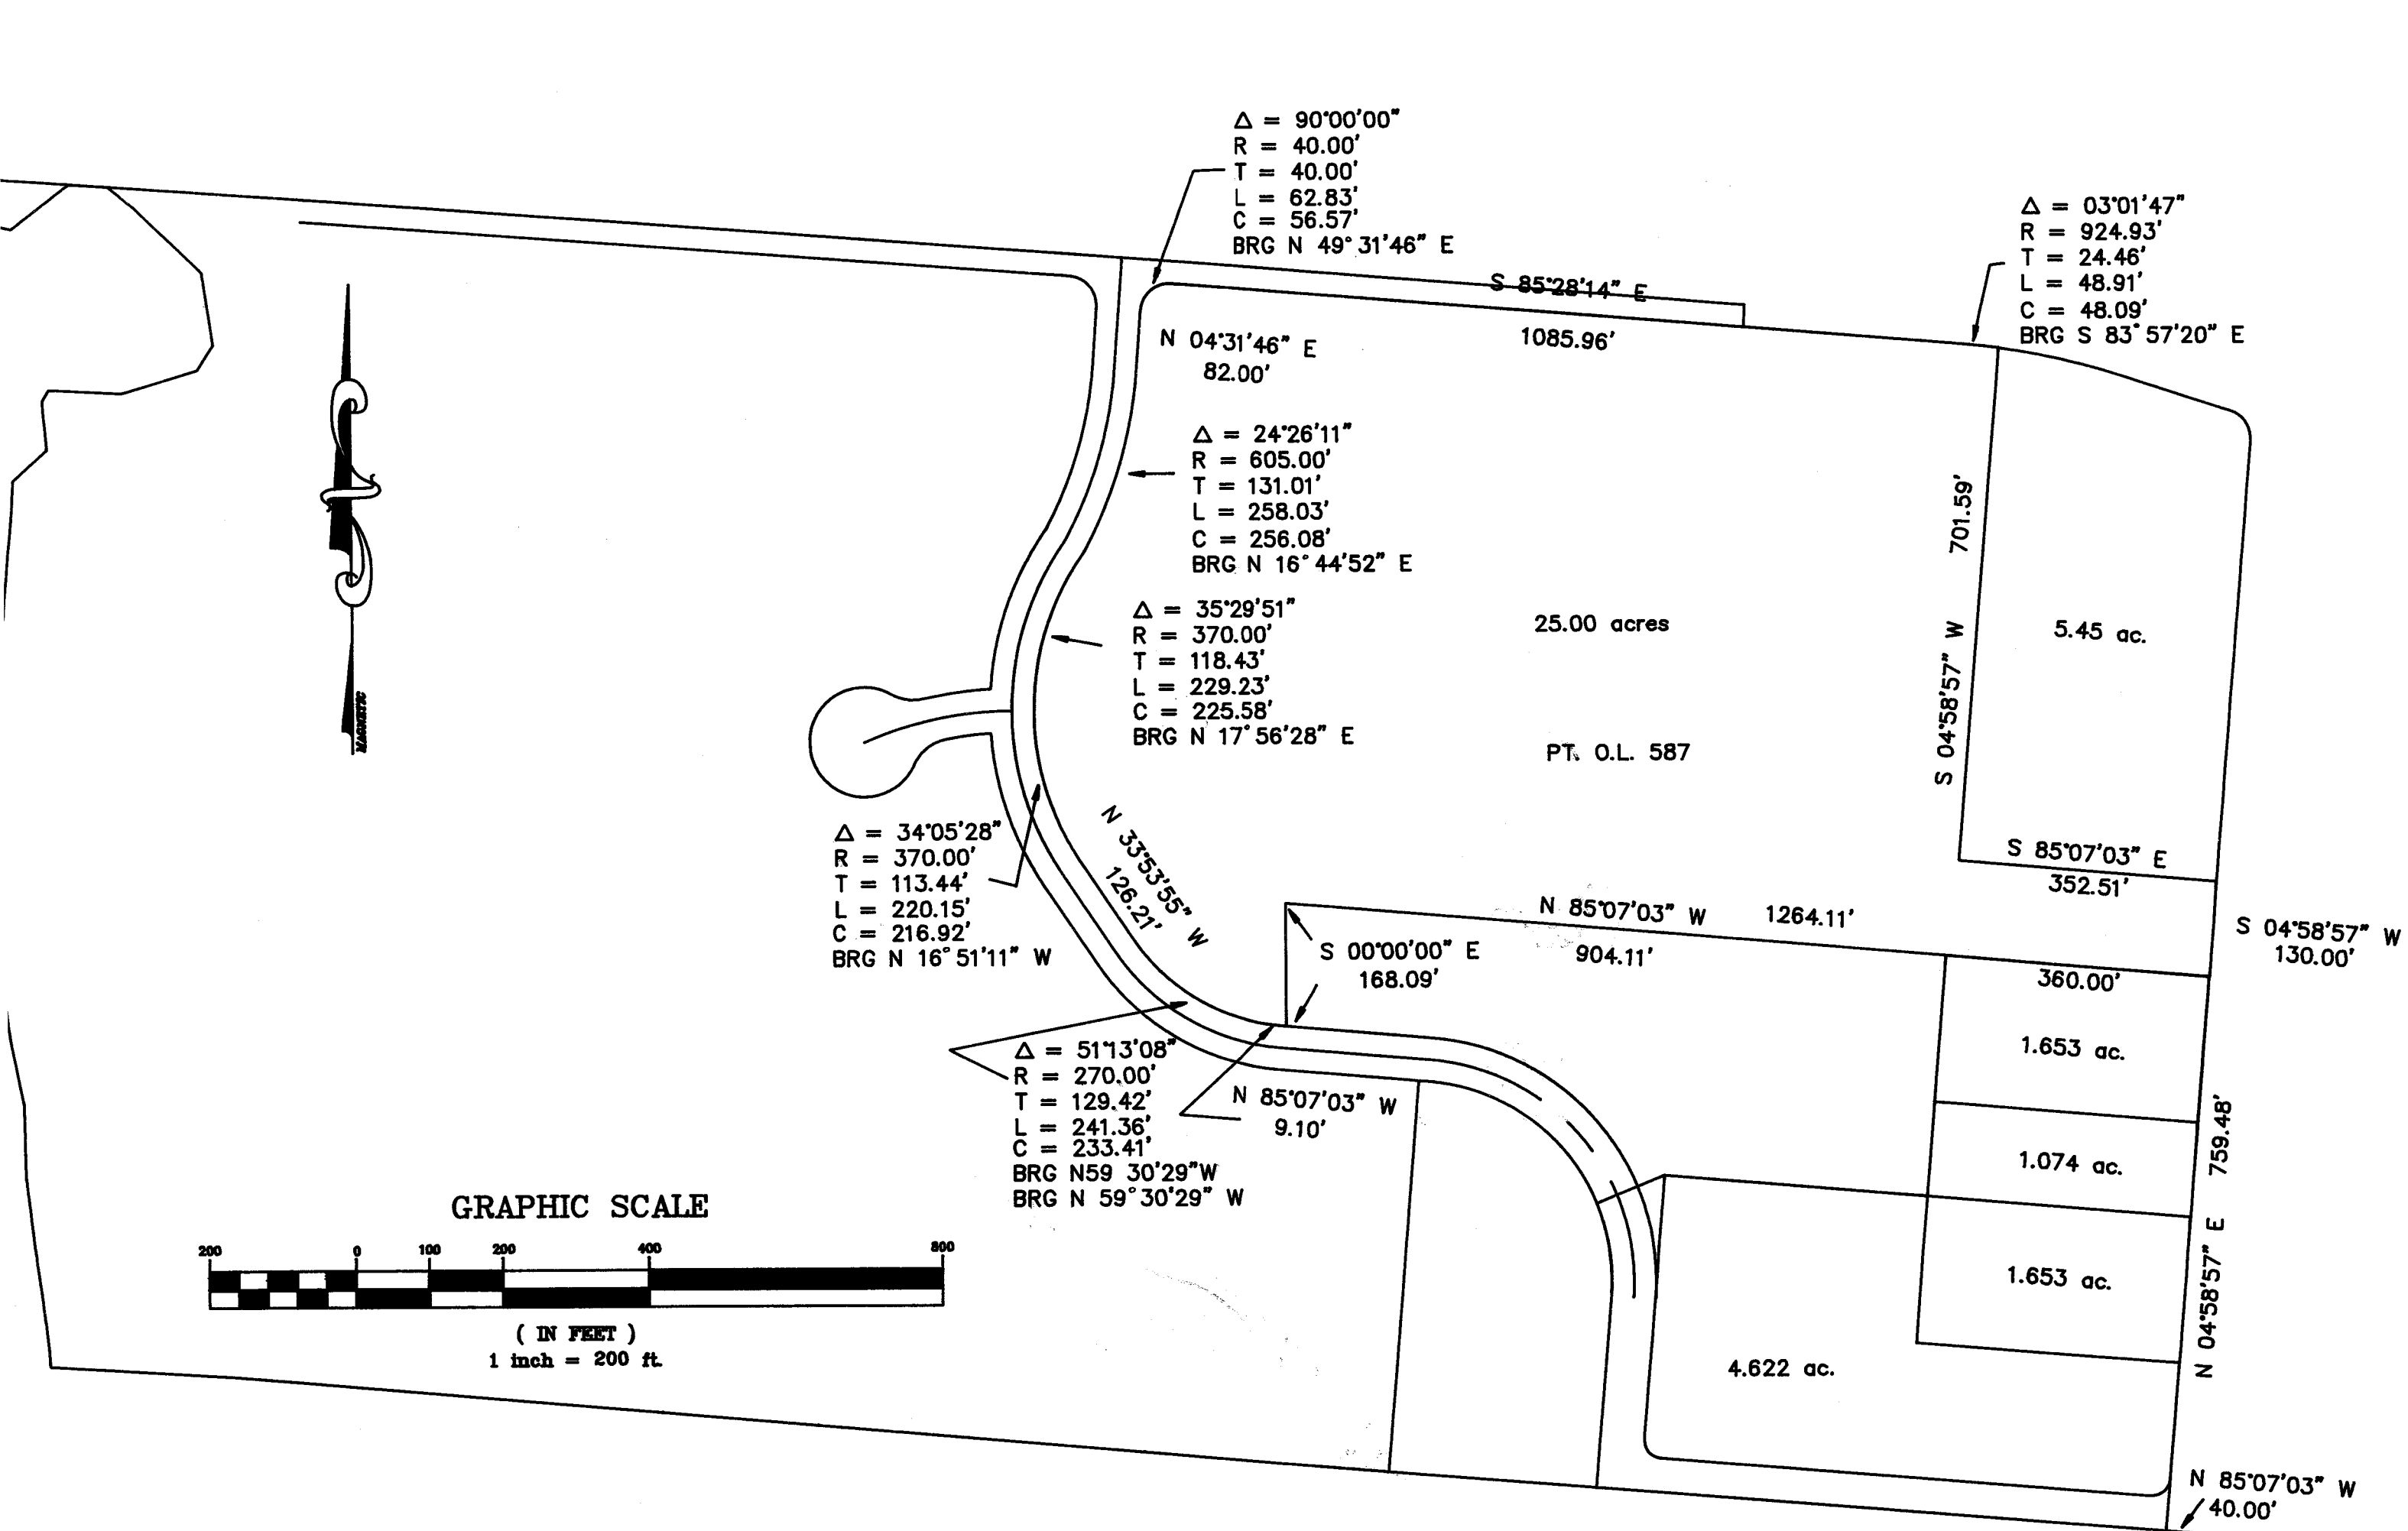 Δ = 90°00'00"
R = 40.00'
T = 40.00'
L = 62.83'
C = 56.57'
BRG N 49° 31'46" E
Δ = 03°01'47"
R = 924.93'
T = 24.46'
L = 48.91'
C = 48.09'
BRG S 83° 57'20" E
S 85°28'14" E
1085.96'
N 04°31'46" E
82.00'
Δ = 24°26'11"
R = 605.00'
T = 131.01'
L = 258.03'
C = 256.08'
BRG N 16° 44'52" E
701.59'
S 04°58'57" W
Δ = 35°29'51"
R = 370.00'
T = 118.43'
L = 229.23'
C = 225.58'
BRG N 17° 56'28" E
25.00 acres
5.45 ac.
MAGNETIC
PT. O.L. 587
Δ = 34°05'28"
R = 370.00'
T = 113.44'
L = 220.15'
C = 216.92'
BRG N 16° 51'11" W
N 33°53'55" W
126.21'
S 85°07'03" E
352.51'
N 85°07'03" W 1264.11'
904.11'
S 00°00'00" E
168.09'
S 04°58'57" W
130.00'
360.00'
1.653 ac.
Δ = 51°13'08"
R = 270.00'
T = 129.42'
L = 241.36'
C = 233.41'
BRG N59 30'29"W
BRG N 59° 30'29" W
N 85°07'03" W
9.10'
1.074 ac.
N 04°58'57" E 759.48'
1.653 ac.
4.622 ac.
GRAPHIC SCALE
200 0 100 200 400 800
( IN FEET )
1 inch = 200 ft.
N 85°07'03" W
40.00'